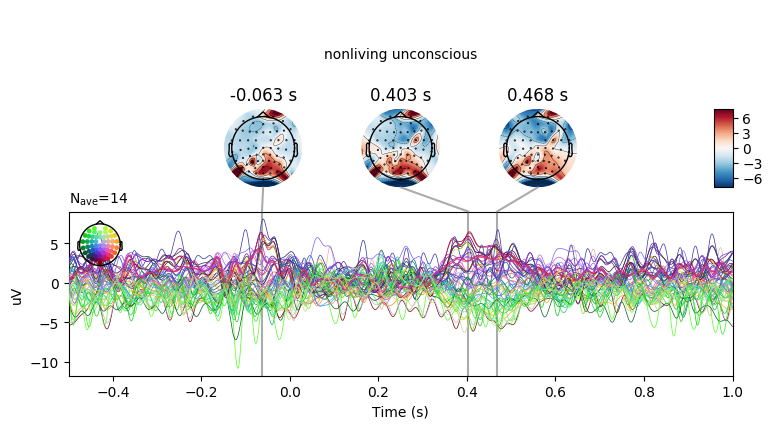 nonliving unconscious
-0.063 s 0.403 s 0.468 s
6
3
0
−3
−6
Nave=14
5
0
−5
−10
uV
−0.4 −0.2 0.0 0.2 0.4 0.6 0.8 1.0
Time (s)